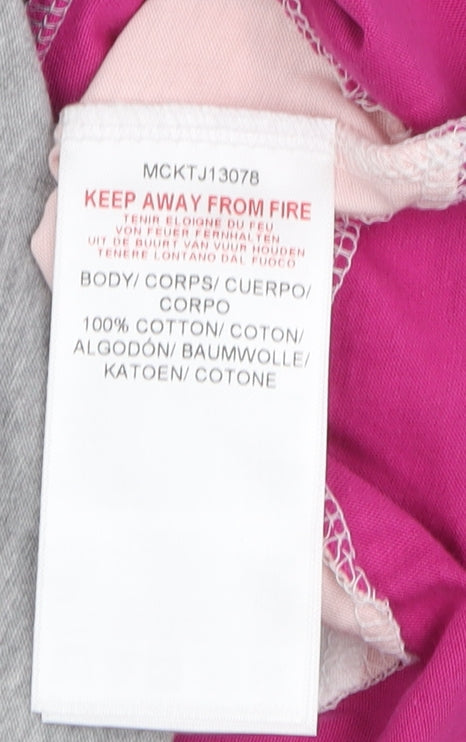 MCKTJ13078
KEEP AWAY FROM FIRE
TENIR ELOIGNE DU FEU
VON FEUER FERNHALTEN
UIT DE BUURT VAN VUUR HOUDEN
TENERE LONTANO DAL FUOCO
BODY/ CORPS/ CUERPO/
CORPO
100% COTTON/ COTON/
ALGODÓN/ BAUMWOLLE/
KATOEN/ COTONE